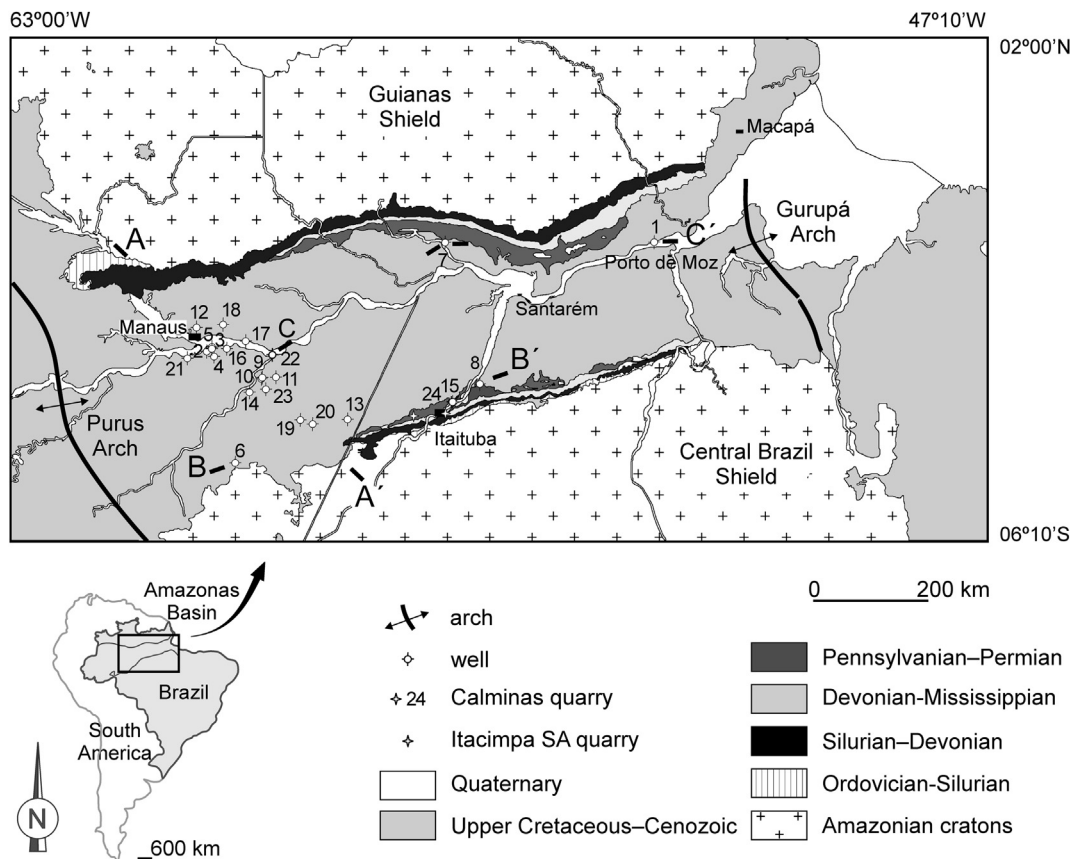 63º00'W
47º10'W
02º00'N
Guianas
Shield
Macapá
A
Gurupá
Arch
1
C´
7
Porto de Moz
Santarém
12
18
Manaus
5
3
17
C
2
16
9
22
21
4
10
11
8
B´
14
23
15
24
13
19
20
Itaituba
Purus
Arch
6
B
A´
Central Brazil
Shield
06º10'S
Amazonas
Basin
Brazil
South
America
N
600 km
0
200 km
arch
well
24
Calminas quarry
Itacimpa SA quarry
Quaternary
Upper Cretaceous–Cenozoic
Pennsylvanian–Permian
Devonian-Mississippian
Silurian–Devonian
Ordovician-Silurian
Amazonian cratons